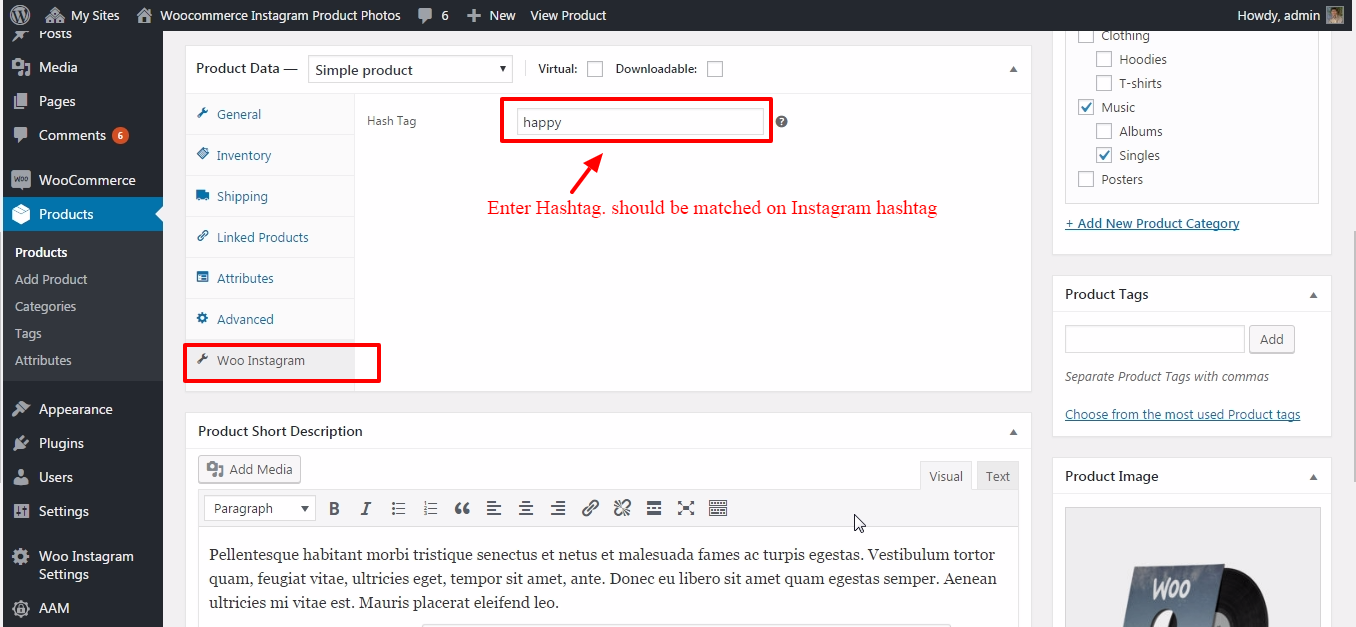 My Sites Woocommerce Instagram Product Photos 6 New View Product Howdy, admin
Posts
Media
Pages
Comments 6
WooCommerce
Products
Products
Add Product
Categories
Tags
Attributes
Appearance
Plugins
Users
Settings
Woo Instagram
Settings
AAM
Product Data — Simple product Virtual: Downloadable:
General
Inventory
Shipping
Linked Products
Attributes
Advanced
Woo Instagram
Hash Tag happy
Enter Hashtag. should be matched on Instagram hashtag
Product Short Description
Add Media
Visual Text
Paragraph
Pellentesque habitant morbi tristique senectus et netus et malesuada fames ac turpis egestas. Vestibulum tortor
quam, feugiat vitae, ultricies eget, tempor sit amet, ante. Donec eu libero sit amet quam egestas semper. Aenean
ultricies mi vitae est. Mauris placerat eleifend leo.
Clothing
Hoodies
T-shirts
Music
Albums
Singles
Posters
+ Add New Product Category
Product Tags
Add
Separate Product Tags with commas
Choose from the most used Product tags
Product Image
WOO